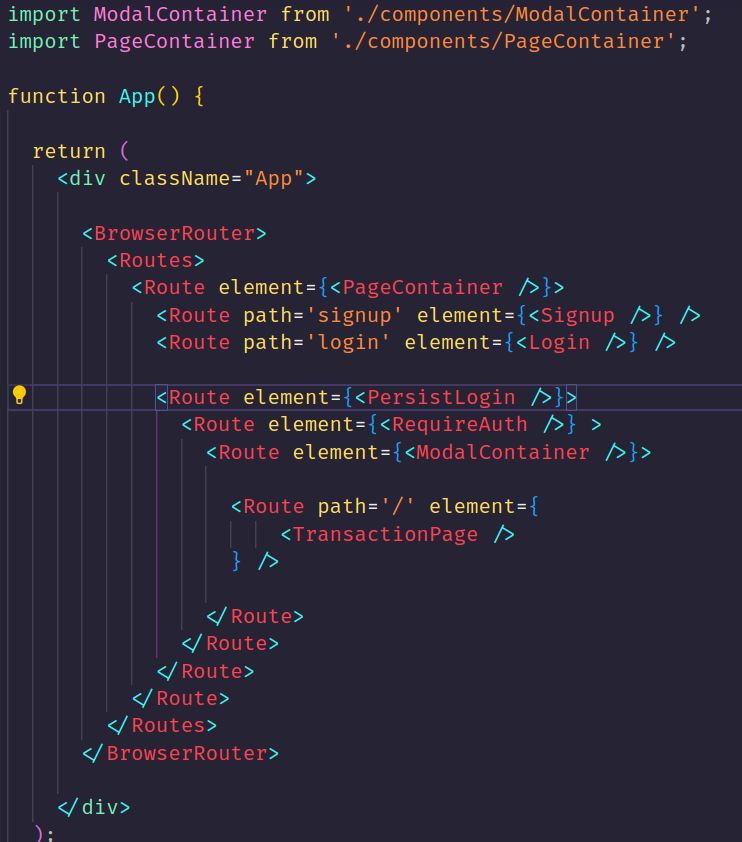 import ModalContainer from './components/ModalContainer';
import PageContainer from './components/PageContainer';
function App() {
return (
<div className="App">
<BrowserRouter>
<Routes>
<Route element={<PageContainer />}>
<Route path='signup' element={<Signup />} />
<Route path='login' element={<Login />} />
<Route element={<PersistLogin />}>
<Route element={<RequireAuth />} >
<Route element={<ModalContainer />}>
<Route path='/' element={
<TransactionPage />
} />
</Route>
</Route>
</Route>
</Route>
</Routes>
</BrowserRouter>
</div>
);